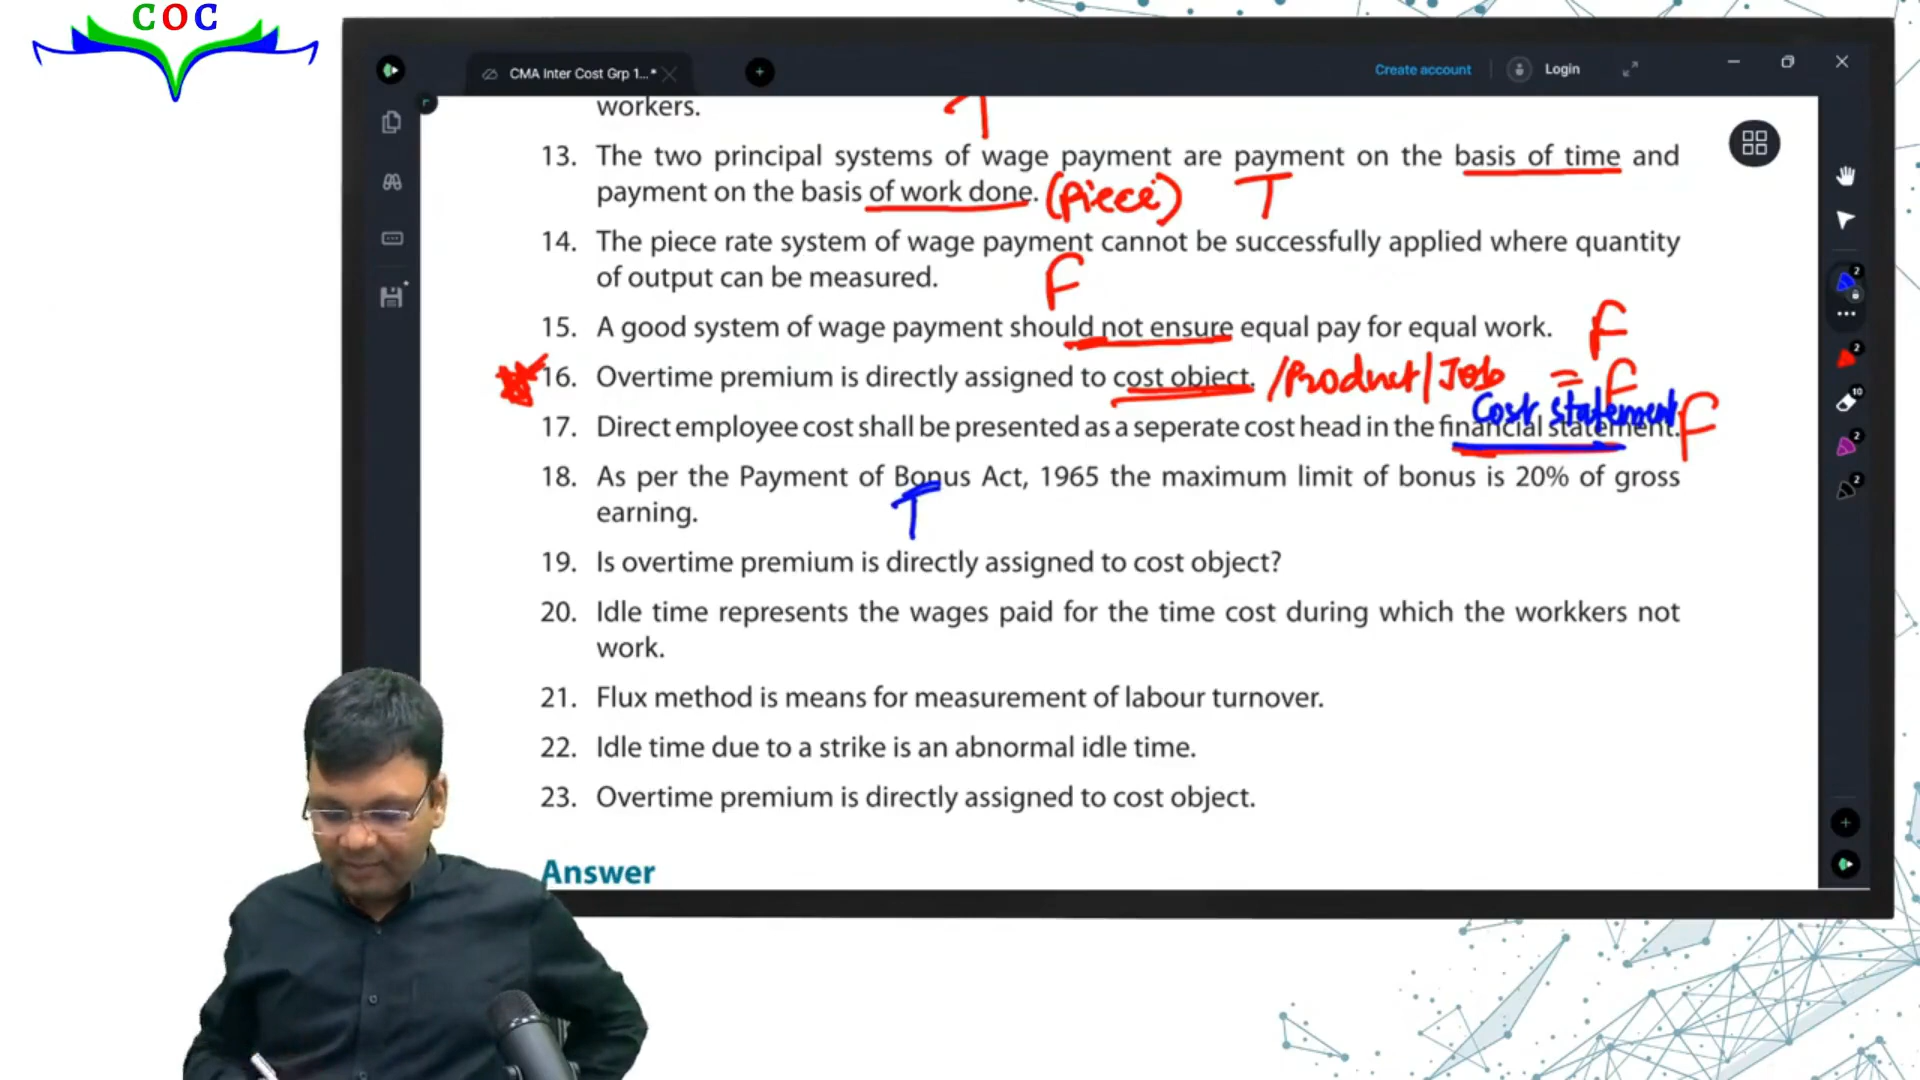 COC
CMA Inter Cost Grp 1...*
Create account
Login
workers.
T
13. The two principal systems of wage payment are payment on the basis of time and
payment on the basis of work done. (Piece) T
14. The piece rate system of wage payment cannot be successfully applied where quantity
of output can be measured. F
15. A good system of wage payment should not ensure equal pay for equal work. F
16. Overtime premium is directly assigned to cost object. /Product/Job = F
Cost statement
17. Direct employee cost shall be presented as a seperate cost head in the financial statement. F
18. As per the Payment of Bonus Act, 1965 the maximum limit of bonus is 20% of gross
earning. T
19. Is overtime premium is directly assigned to cost object?
20. Idle time represents the wages paid for the time cost during which the workkers not
work.
21. Flux method is means for measurement of labour turnover.
22. Idle time due to a strike is an abnormal idle time.
23. Overtime premium is directly assigned to cost object.
Answer
2
2
10
2
2